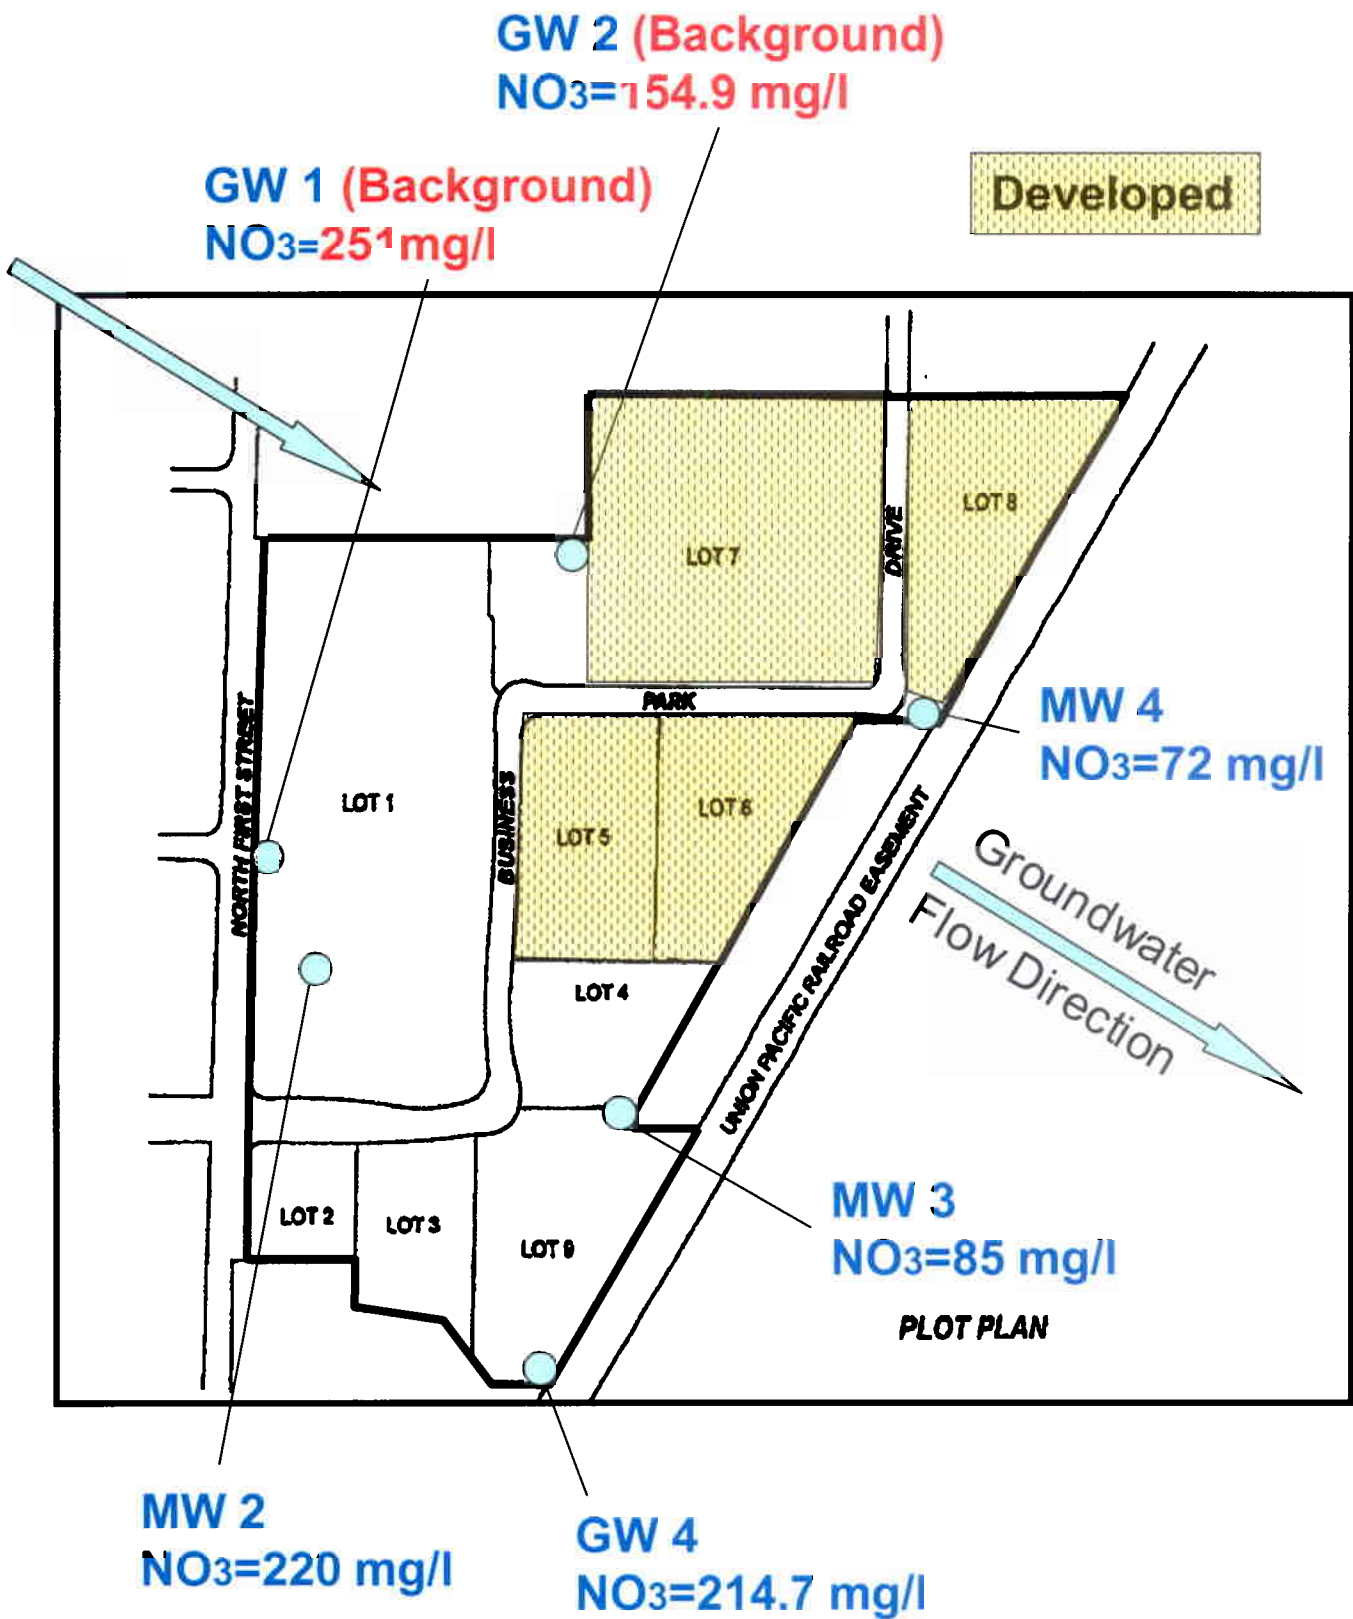 GW 2 (Background)
NO3=154.9 mg/l
GW 1 (Background)
NO3=251 mg/l
Developed
LOT 8
LOT 7
DRIVE
PARK
MW 4
NO3=72 mg/l
NORTH FIRST STREET
LOT 1
BUSINESS
LOT 5
LOT 6
Groundwater
Flow Direction
UNION PACIFIC RAILROAD EASEMENT
LOT 4
LOT 2
LOT 3
LOT 9
MW 3
NO3=85 mg/l
PLOT PLAN
MW 2
NO3=220 mg/l
GW 4
NO3=214.7 mg/l